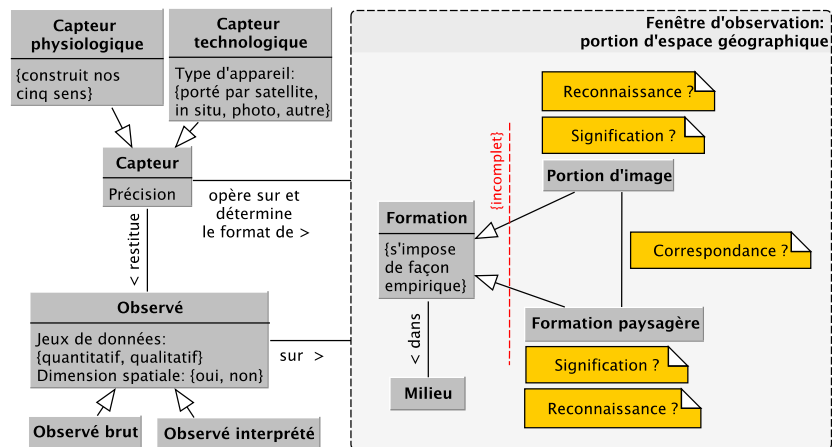 Capteur
physiologique
{construit nos
cinq sens}
Capteur
technologique
Type d'appareil:
{porté par satellite,
in situ, photo, autre}
Capteur
Précision
opère sur et
détermine
le format de >
< restitue
Observé
Jeux de données:
{quantitatif, qualitatif}
Dimension spatiale: {oui, non}
sur >
Observé brut
Observé interprété
Fenêtre d'observation:
portion d'espace géographique
Reconnaissance ?
Signification ?
Portion d'image
{incomplet}
Formation
{s'impose
de façon
empirique}
Correspondance ?
< dans
Formation paysagère
Milieu
Signification ?
Reconnaissance ?